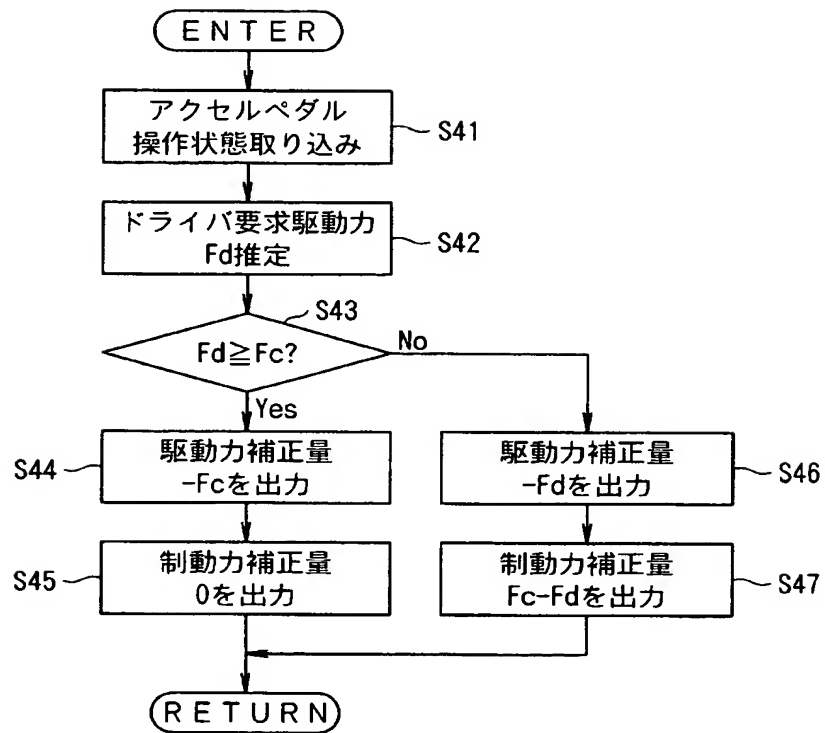 ENTER
アクセルペダル
操作状態取り込み
S41
ドライバ要求駆動力
Fd推定
S42
S43
Fd≧Fc?
No
Yes
S44
駆動力補正量
-Fcを出力
駆動力補正量
-Fdを出力
S46
S45
制動力補正量
0を出力
制動力補正量
Fc-Fdを出力
S47
RETURN